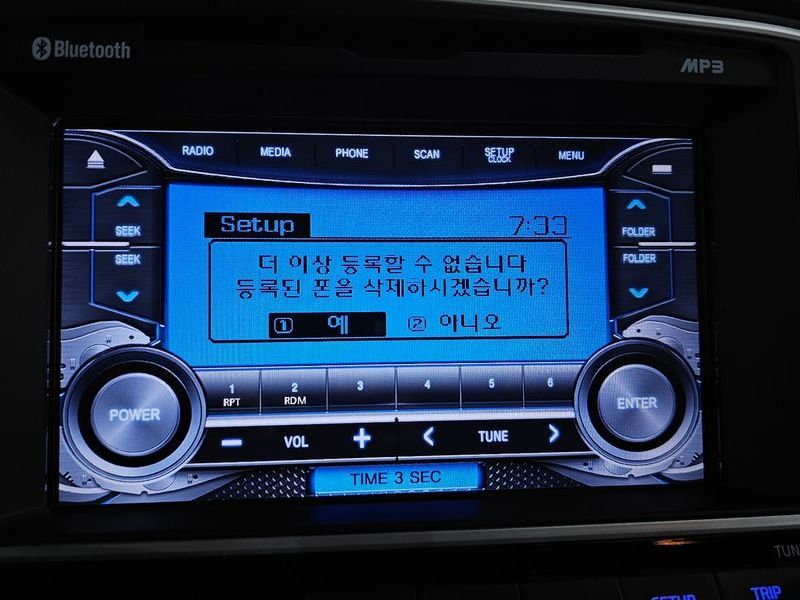 Bluetooth
MP3
RADIO MEDIA PHONE SCAN SETUP CLOCK MENU
SEEK
SEEK
FOLDER
FOLDER
Setup 7:33
더 이상 등록할 수 없습니다
등록된 폰을 삭제하시겠습니까?
1 예 2 아니오
POWER
ENTER
1 RPT 2 RDM 3 4 5 6
− VOL + < TUNE >
TIME 3 SEC
SETUP TRIP